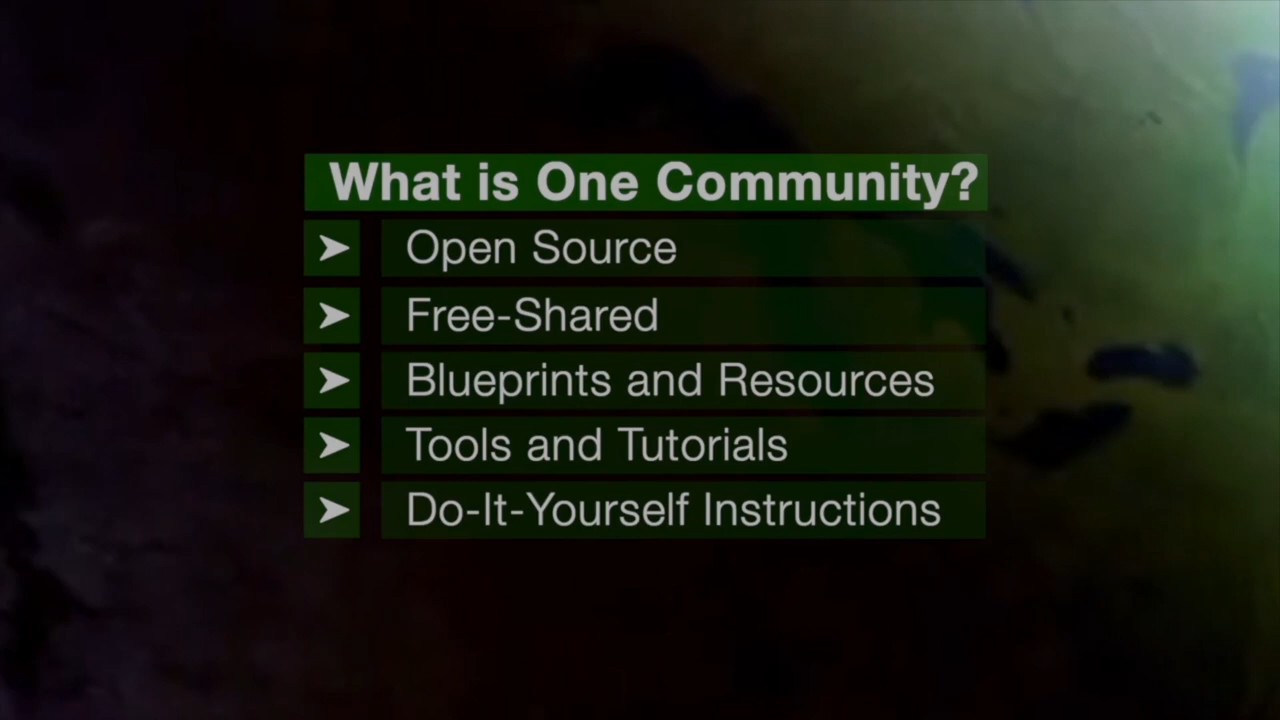 What is One Community?
➤ Open Source
➤ Free-Shared
➤ Blueprints and Resources
➤ Tools and Tutorials
➤ Do-It-Yourself Instructions